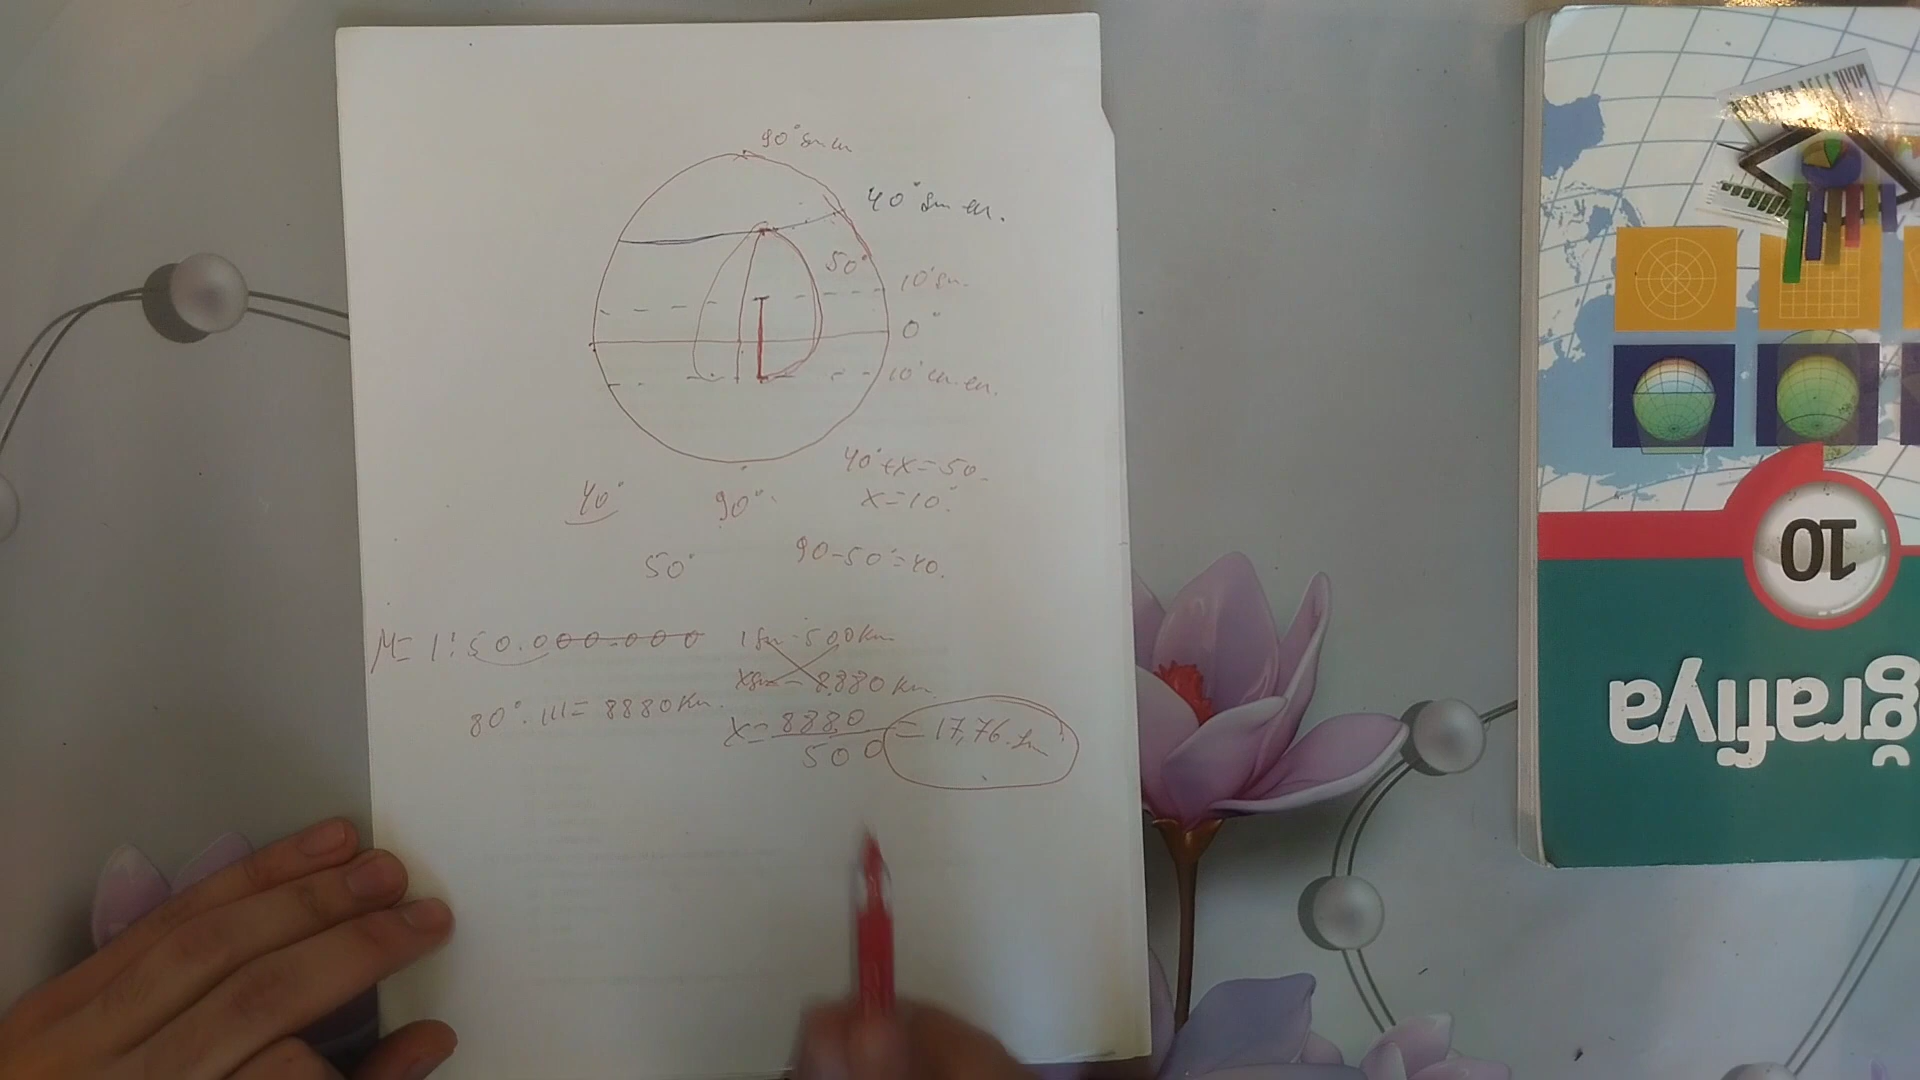 90° şm en
40° şm en.
50°
10° şm.
0°
10° cn. en.
40° + x = 50
x = 10°
40°
90°
50°
90 - 50° = 40.
M = 1 : 50.000.000
1 sm - 500 km
x sm - 8880 km
80° · 111 = 8880 km.
x = 8880 / 500 = 17,76 sm
10
ğrafiya